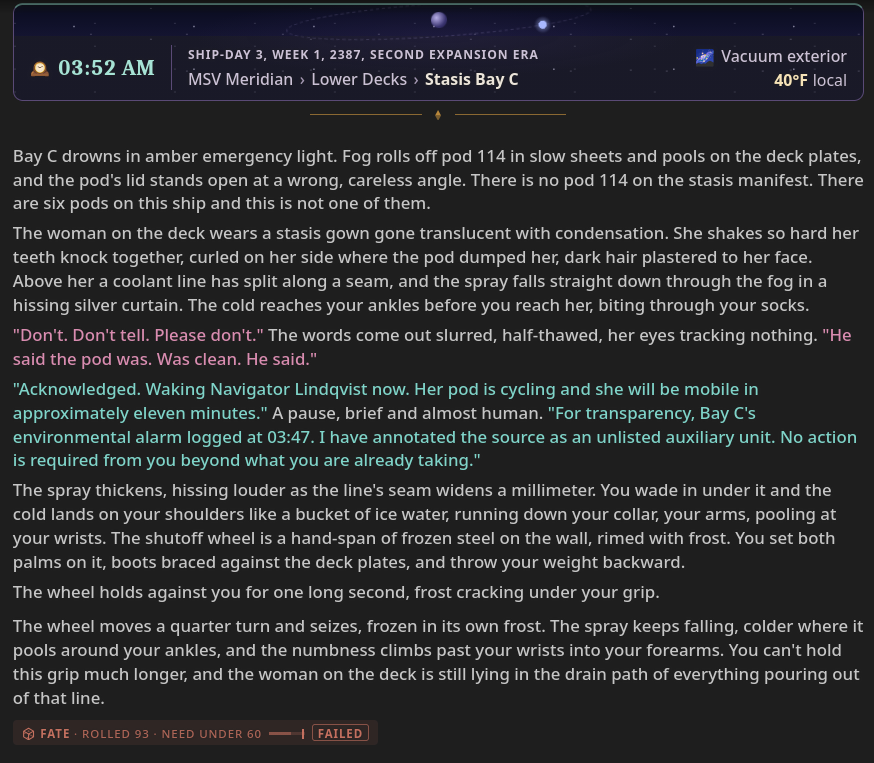 03:52 AM
SHIP-DAY 3, WEEK 1, 2387, SECOND EXPANSION ERA
MSV Meridian › Lower Decks › Stasis Bay C
Vacuum exterior
40°F local
Bay C drowns in amber emergency light. Fog rolls off pod 114 in slow sheets and pools on the deck plates,
and the pod's lid stands open at a wrong, careless angle. There is no pod 114 on the stasis manifest. There
are six pods on this ship and this is not one of them.
The woman on the deck wears a stasis gown gone translucent with condensation. She shakes so hard her
teeth knock together, curled on her side where the pod dumped her, dark hair plastered to her face.
Above her a coolant line has split along a seam, and the spray falls straight down through the fog in a
hissing silver curtain. The cold reaches your ankles before you reach her, biting through your socks.
"Don't. Don't tell. Please don't." The words come out slurred, half-thawed, her eyes tracking nothing. "He
said the pod was. Was clean. He said."
"Acknowledged. Waking Navigator Lindqvist now. Her pod is cycling and she will be mobile in
approximately eleven minutes." A pause, brief and almost human. "For transparency, Bay C's
environmental alarm logged at 03:47. I have annotated the source as an unlisted auxiliary unit. No action
is required from you beyond what you are already taking."
The spray thickens, hissing louder as the line's seam widens a millimeter. You wade in under it and the
cold lands on your shoulders like a bucket of ice water, running down your collar, your arms, pooling at
your wrists. The shutoff wheel is a hand-span of frozen steel on the wall, rimed with frost. You set both
palms on it, boots braced against the deck plates, and throw your weight backward.
The wheel holds against you for one long second, frost cracking under your grip.
The wheel moves a quarter turn and seizes, frozen in its own frost. The spray keeps falling, colder where it
pools around your ankles, and the numbness climbs past your wrists into your forearms. You can't hold
this grip much longer, and the woman on the deck is still lying in the drain path of everything pouring out
of that line.
FATE · ROLLED 93 · NEED UNDER 60 FAILED